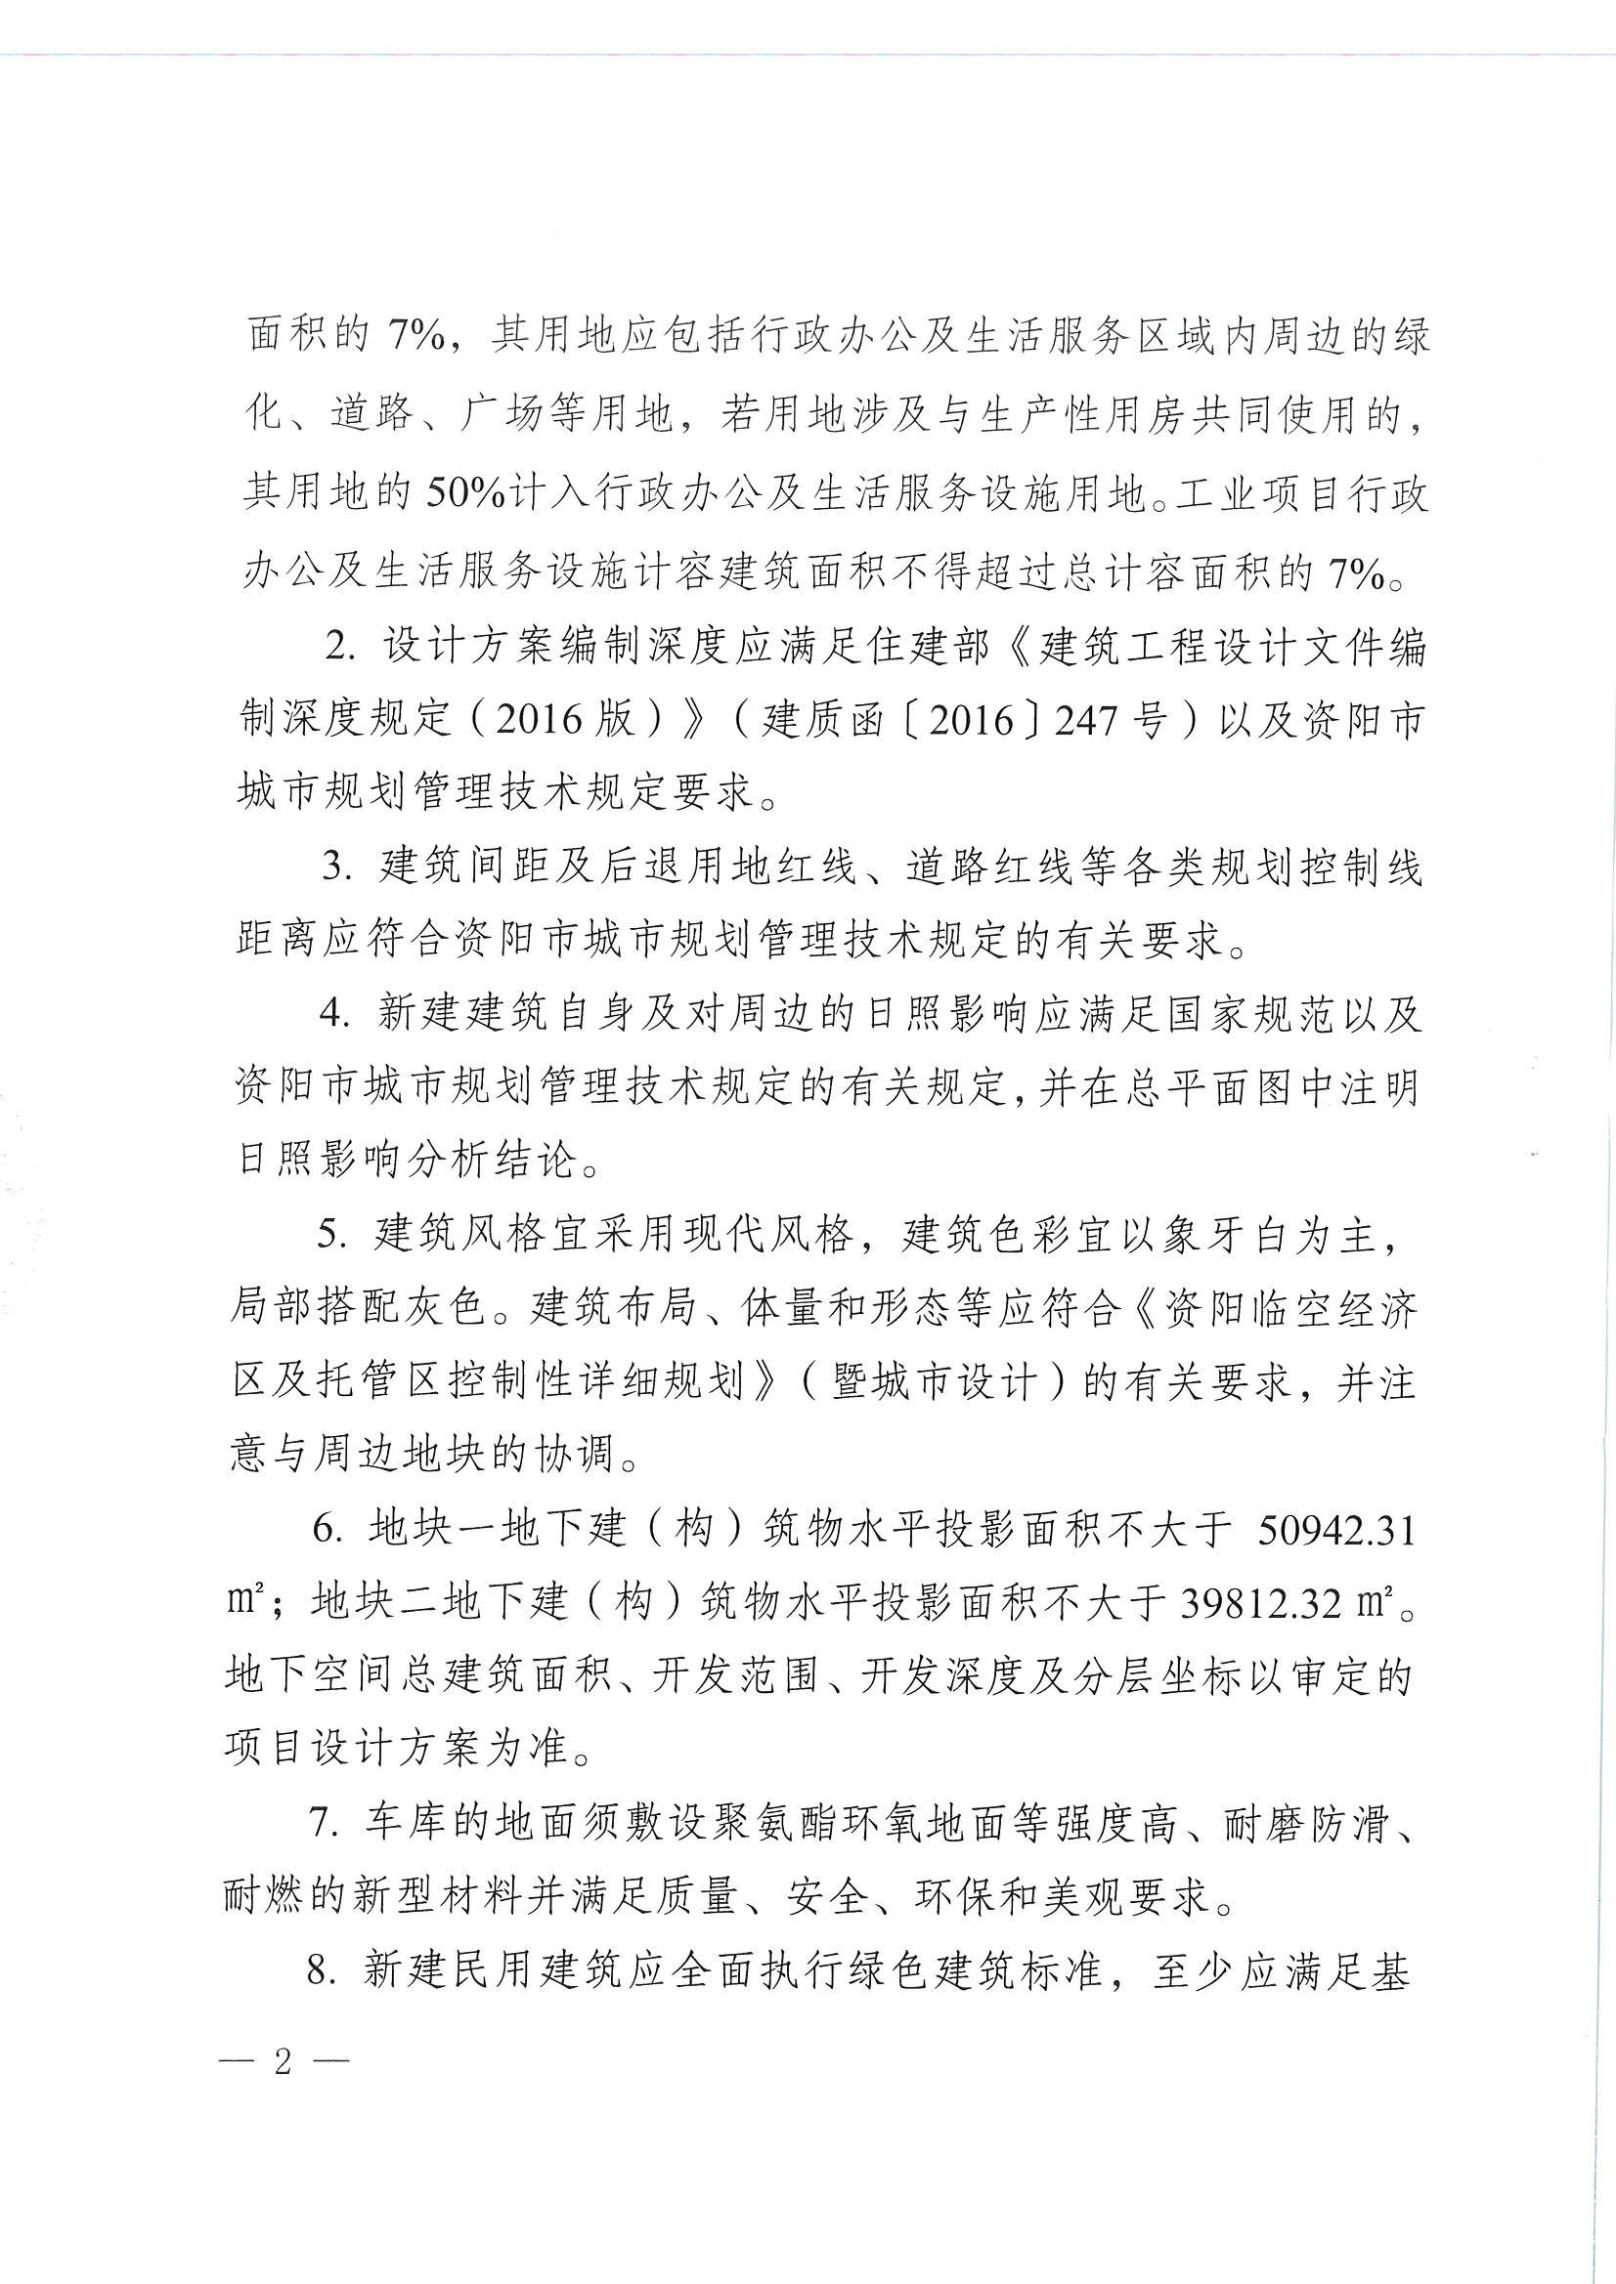 面积的 7%，其用地应包括行政办公及生活服务区域内周边的绿
化、道路、广场等用地，若用地涉及与生产性用房共同使用的，
其用地的 50%计入行政办公及生活服务设施用地。工业项目行政
办公及生活服务设施计容建筑面积不得超过总计容面积的 7%。
2. 设计方案编制深度应满足住建部《建筑工程设计文件编
制深度规定（2016 版）》（建质函〔2016〕247 号）以及资阳市
城市规划管理技术规定要求。
3. 建筑间距及后退用地红线、道路红线等各类规划控制线
距离应符合资阳市城市规划管理技术规定的有关要求。
4. 新建建筑自身及对周边的日照影响应满足国家规范以及
资阳市城市规划管理技术规定的有关规定，并在总平面图中注明
日照影响分析结论。
5. 建筑风格宜采用现代风格，建筑色彩宜以象牙白为主，
局部搭配灰色。建筑布局、体量和形态等应符合《资阳临空经济
区及托管区控制性详细规划》（暨城市设计）的有关要求，并注
意与周边地块的协调。
6. 地块一地下建（构）筑物水平投影面积不大于 50942.31
㎡；地块二地下建（构）筑物水平投影面积不大于 39812.32 ㎡。
地下空间总建筑面积、开发范围、开发深度及分层坐标以审定的
项目设计方案为准。
7. 车库的地面须敷设聚氨酯环氧地面等强度高、耐磨防滑、
耐燃的新型材料并满足质量、安全、环保和美观要求。
8. 新建民用建筑应全面执行绿色建筑标准，至少应满足基
— 2 —